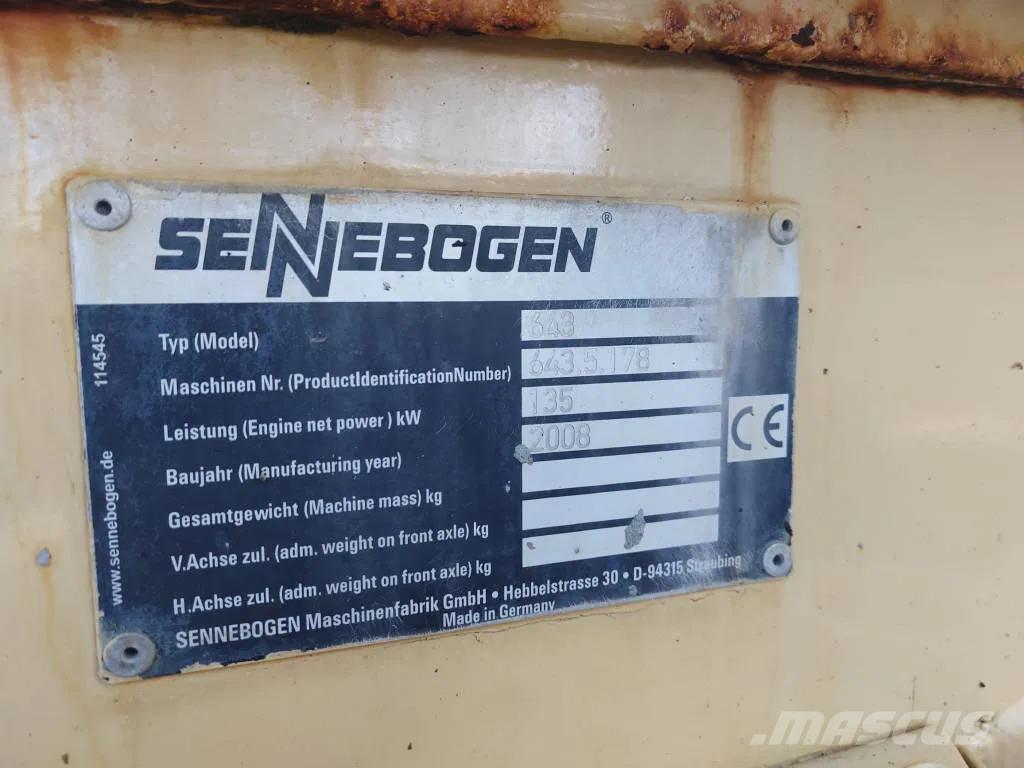 SENNEBOGEN®
Typ (Model) 643
Maschinen Nr. (ProductIdentificationNumber) 643.5.178
Leistung (Engine net power ) kW 135
Baujahr (Manufacturing year) 2008
Gesamtgewicht (Machine mass) kg
V.Achse zul. (adm. weight on front axle) kg
H.Achse zul. (adm. weight on front axle) kg
SENNEBOGEN Maschinenfabrik GmbH • Hebbelstrasse 30 • D-94315 Straubing
Made in Germany
CE
114545
www.sennebogen.de
MASCUS